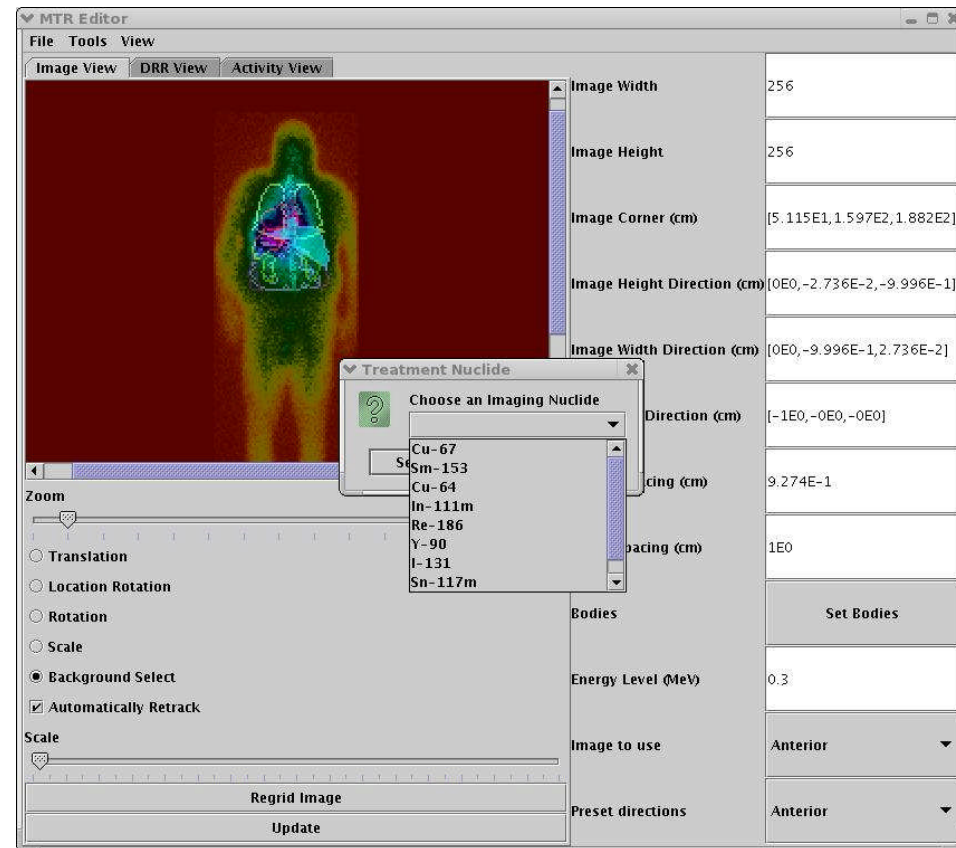 MTR Editor
File Tools View
Image View DRR View Activity View
Image Width 256
Image Height 256
Image Corner (cm) [5.115E1,1.597E2,1.882E2]
Image Height Direction (cm) [0E0,-2.736E-2,-9.996E-1]
Image Width Direction (cm) [0E0,-9.996E-1,2.736E-2]
Direction (cm) [-1E0,-0E0,-0E0]
cing (cm) 9.274E-1
pacing (cm) 1E0
Bodies Set Bodies
Energy Level (MeV) 0.3
Image to use Anterior
Preset directions Anterior
Treatment Nuclide
Choose an Imaging Nuclide
Se
Cu-67
Sm-153
Cu-64
In-111m
Re-186
Y-90
I-131
Sn-117m
Zoom
Translation
Location Rotation
Rotation
Scale
Background Select
Automatically Retrack
Scale
Regrid Image
Update